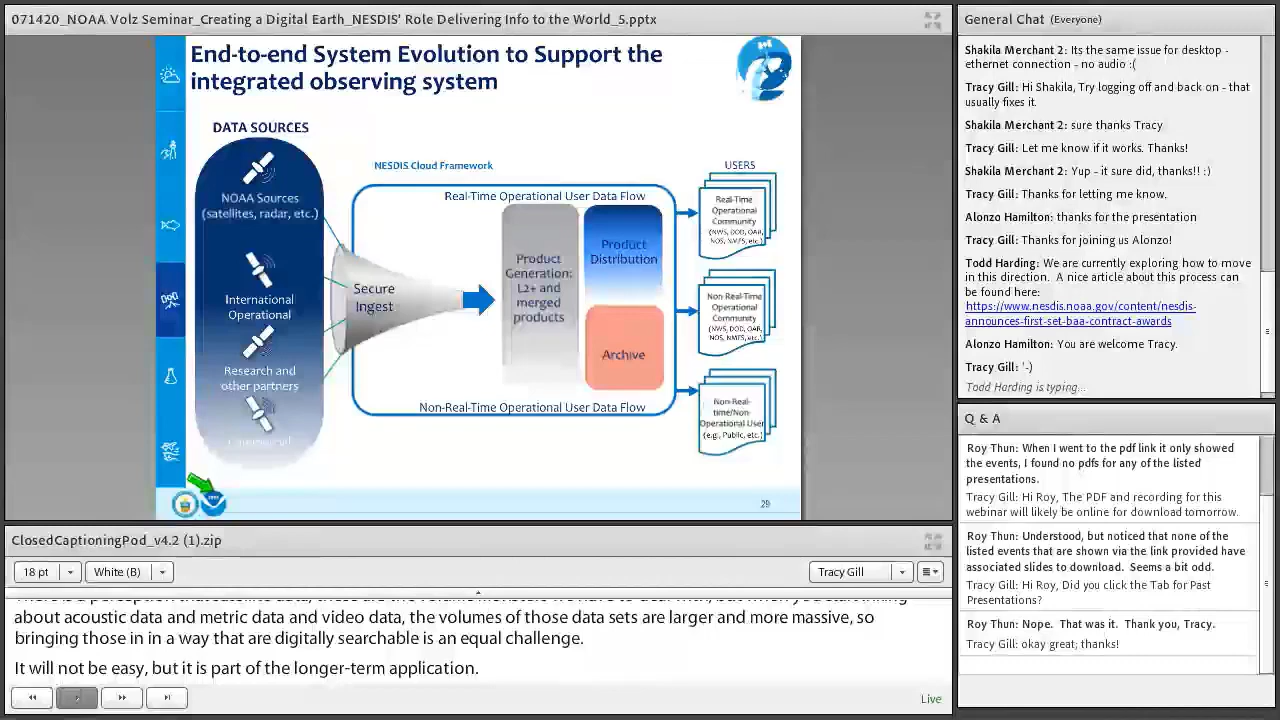 071420_NOAA Volz Seminar_Creating a Digital Earth_NESDIS' Role Delivering Info to the World_5.pptx
End-to-end System Evolution to Support the
integrated observing system
DATA SOURCES
NOAA Sources
(satellites, radar, etc.)
International
Operational
Research and
other partners
Commercial
NESDIS Cloud Framework
Real-Time Operational User Data Flow
Secure
Ingest
Product
Generation:
L2+ and
merged
products
Product
Distribution
Archive
Non-Real-Time Operational User Data Flow
USERS
Real-Time
Operational
Community
(NWS, DOD, OAR,
NOS, NMFS, etc.)
Non-Real-Time
Operational
Community
(NWS, DOD, OAR,
NOS, NMFS, etc.)
Non-Real-
time/Non-
Operational User
(e.g., Public, etc.)
29
ClosedCaptioningPod_v4.2 (1).zip
18 pt
White (B)
Tracy Gill
about acoustic data and metric data and video data, the volumes of those data sets are larger and more massive, so
bringing those in in a way that are digitally searchable is an equal challenge.
It will not be easy, but it is part of the longer-term application.
Live
General Chat (Everyone)
Shakila Merchant 2: Its the same issue for desktop -
ethernet connection - no audio :(
Tracy Gill: Hi Shakila, Try logging off and back on - that
usually fixes it.
Shakila Merchant 2: sure thanks Tracy
Tracy Gill: Let me know if it works. Thanks!
Shakila Merchant 2: Yup - it sure did, thanks!! :)
Tracy Gill: Thanks for letting me know.
Alonzo Hamilton: thanks for the presentation
Tracy Gill: Thanks for joining us Alonzo!
Todd Harding: We are currently exploring how to move
in this direction.  A nice article about this process can
be found here:
https://www.nesdis.noaa.gov/content/nesdis-
announces-first-set-baa-contract-awards
Alonzo Hamilton: You are welcome Tracy.
Tracy Gill: '-)
Todd Harding is typing...
Q & A
Roy Thun: When I went to the pdf link it only showed
the events, I found no pdfs for any of the listed
presentations.
Tracy Gill: Hi Roy, The PDF and recording for this
webinar will likely be online for download tomorrow.
Roy Thun: Understood, but noticed that none of the
listed events that are shown via the link provided have
associated slides to download.  Seems a bit odd.
Tracy Gill: Hi Roy, Did you click the Tab for Past
Presentations?
Roy Thun: Nope.  That was it.  Thank you, Tracy.
Tracy Gill: okay great; thanks!